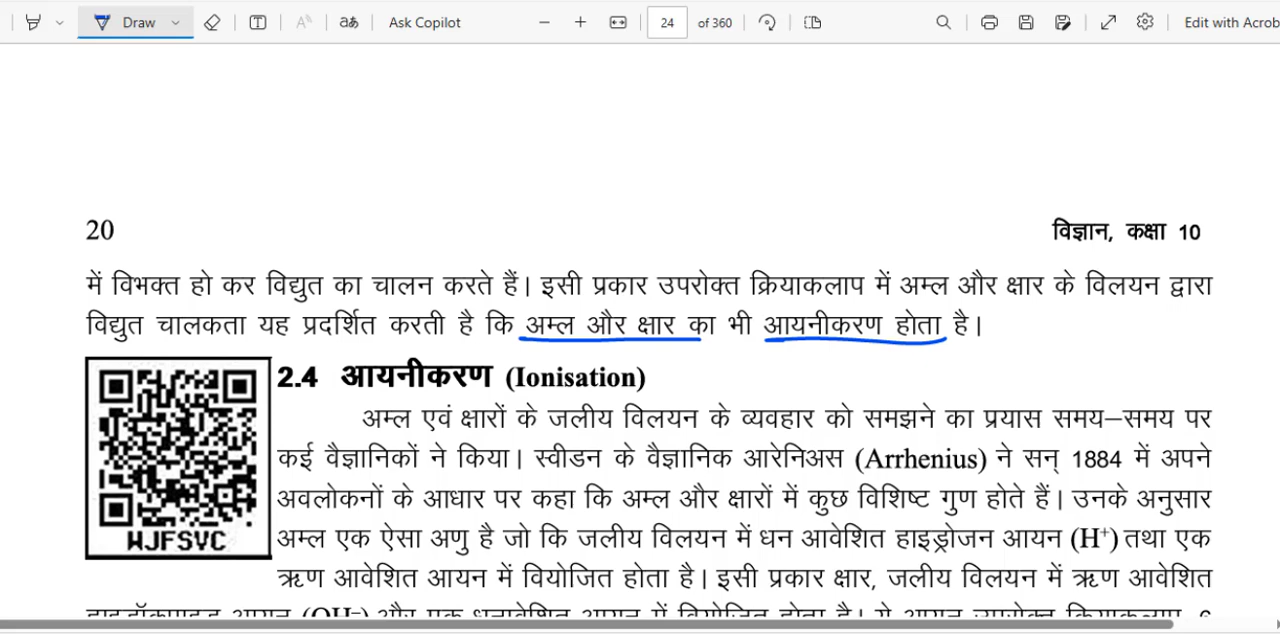 Draw
Ask Copilot
24 of 360
Edit with Acrob
20
विज्ञान, कक्षा 10
में विभक्त हो कर विद्युत का चालन करते हैं। इसी प्रकार उपरोक्त क्रियाकलाप में अम्ल और क्षार के विलयन द्वारा
विद्युत चालकता यह प्रदर्शित करती है कि अम्ल और क्षार का भी आयनीकरण होता है।
2.4 आयनीकरण (Ionisation)
अम्ल एवं क्षारों के जलीय विलयन के व्यवहार को समझने का प्रयास समय–समय पर
कई वैज्ञानिकों ने किया। स्वीडन के वैज्ञानिक आरेनिअस (Arrhenius) ने सन् 1884 में अपने
अवलोकनों के आधार पर कहा कि अम्ल और क्षारों में कुछ विशिष्ट गुण होते हैं। उनके अनुसार
WJFSVC
अम्ल एक ऐसा अणु है जो कि जलीय विलयन में धन आवेशित हाइड्रोजन आयन (H⁺) तथा एक
ऋण आवेशित आयन में वियोजित होता है। इसी प्रकार क्षार, जलीय विलयन में ऋण आवेशित